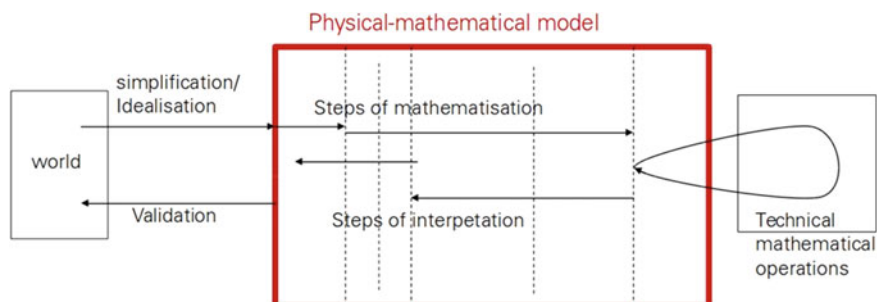 Physical-mathematical model
simplification/
Idealisation
Steps of mathematisation
world
Validation
Steps of interpetation
Technical
mathematical
operations